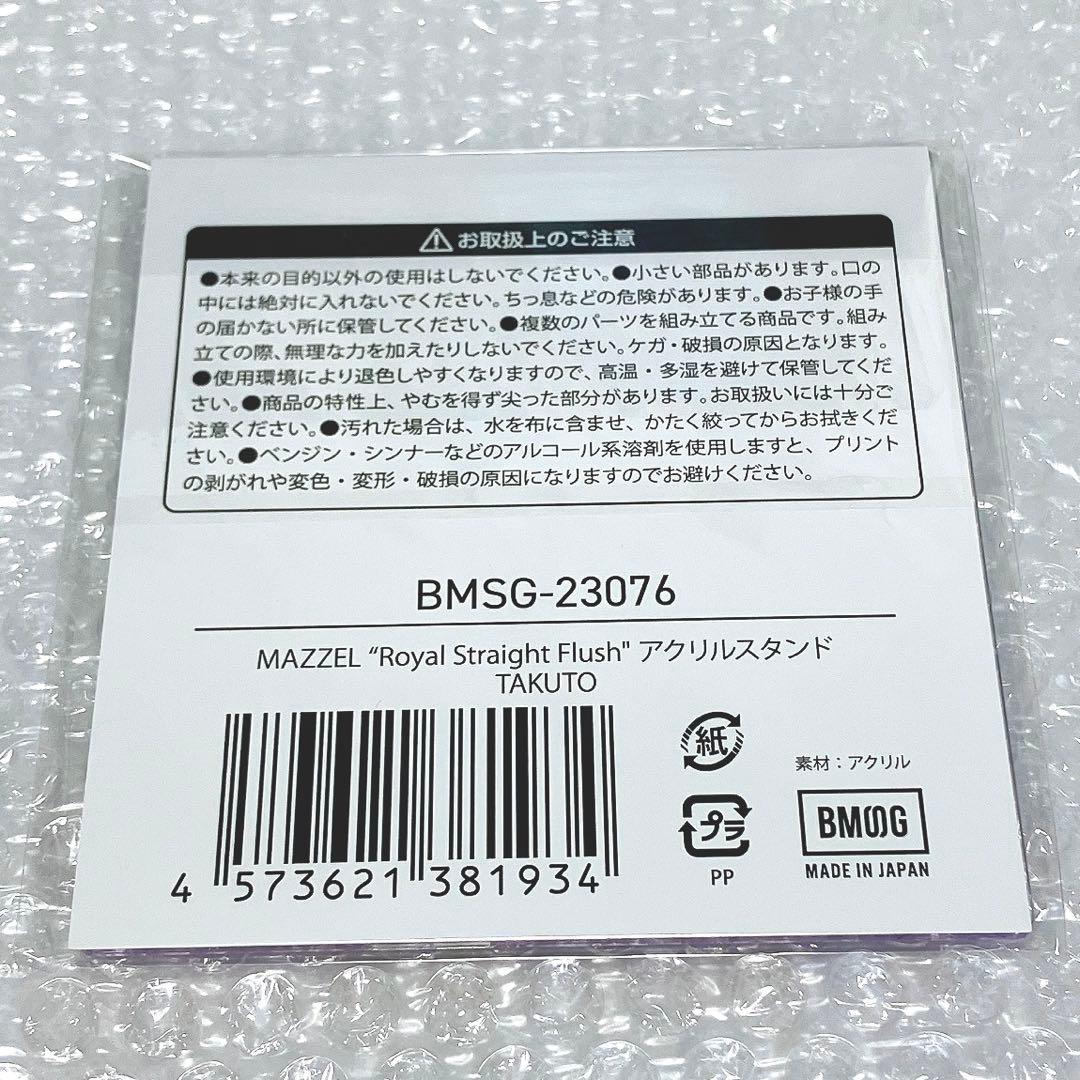 ⚠お取扱上のご注意
●本来の目的以外の使用はしないでください。●小さい部品があります。口の
中には絶対に入れないでください。ちっ息などの危険があります。●お子様の手
の届かない所に保管してください。●複数のパーツを組み立てる商品です。組み
立ての際、無理な力を加えたりしないでください。ケガ・破損の原因となります。
●使用環境により退色しやすくなりますので、高温・多湿を避けて保管してくだ
さい。●商品の特性上、やむを得ず尖った部分があります。お取扱いには十分ご
注意ください。●汚れた場合は、水を布に含ませ、かたく絞ってからお拭きくだ
さい。●ベンジン・シンナーなどのアルコール系溶剤を使用しますと、プリント
の剥がれや変色・変形・破損の原因になりますのでお避けください。
BMSG-23076
MAZZEL “Royal Straight Flush" アクリルスタンド
TAKUTO
4 573621 381934
紙
プラ
PP
素材：アクリル
BMSG
MADE IN JAPAN